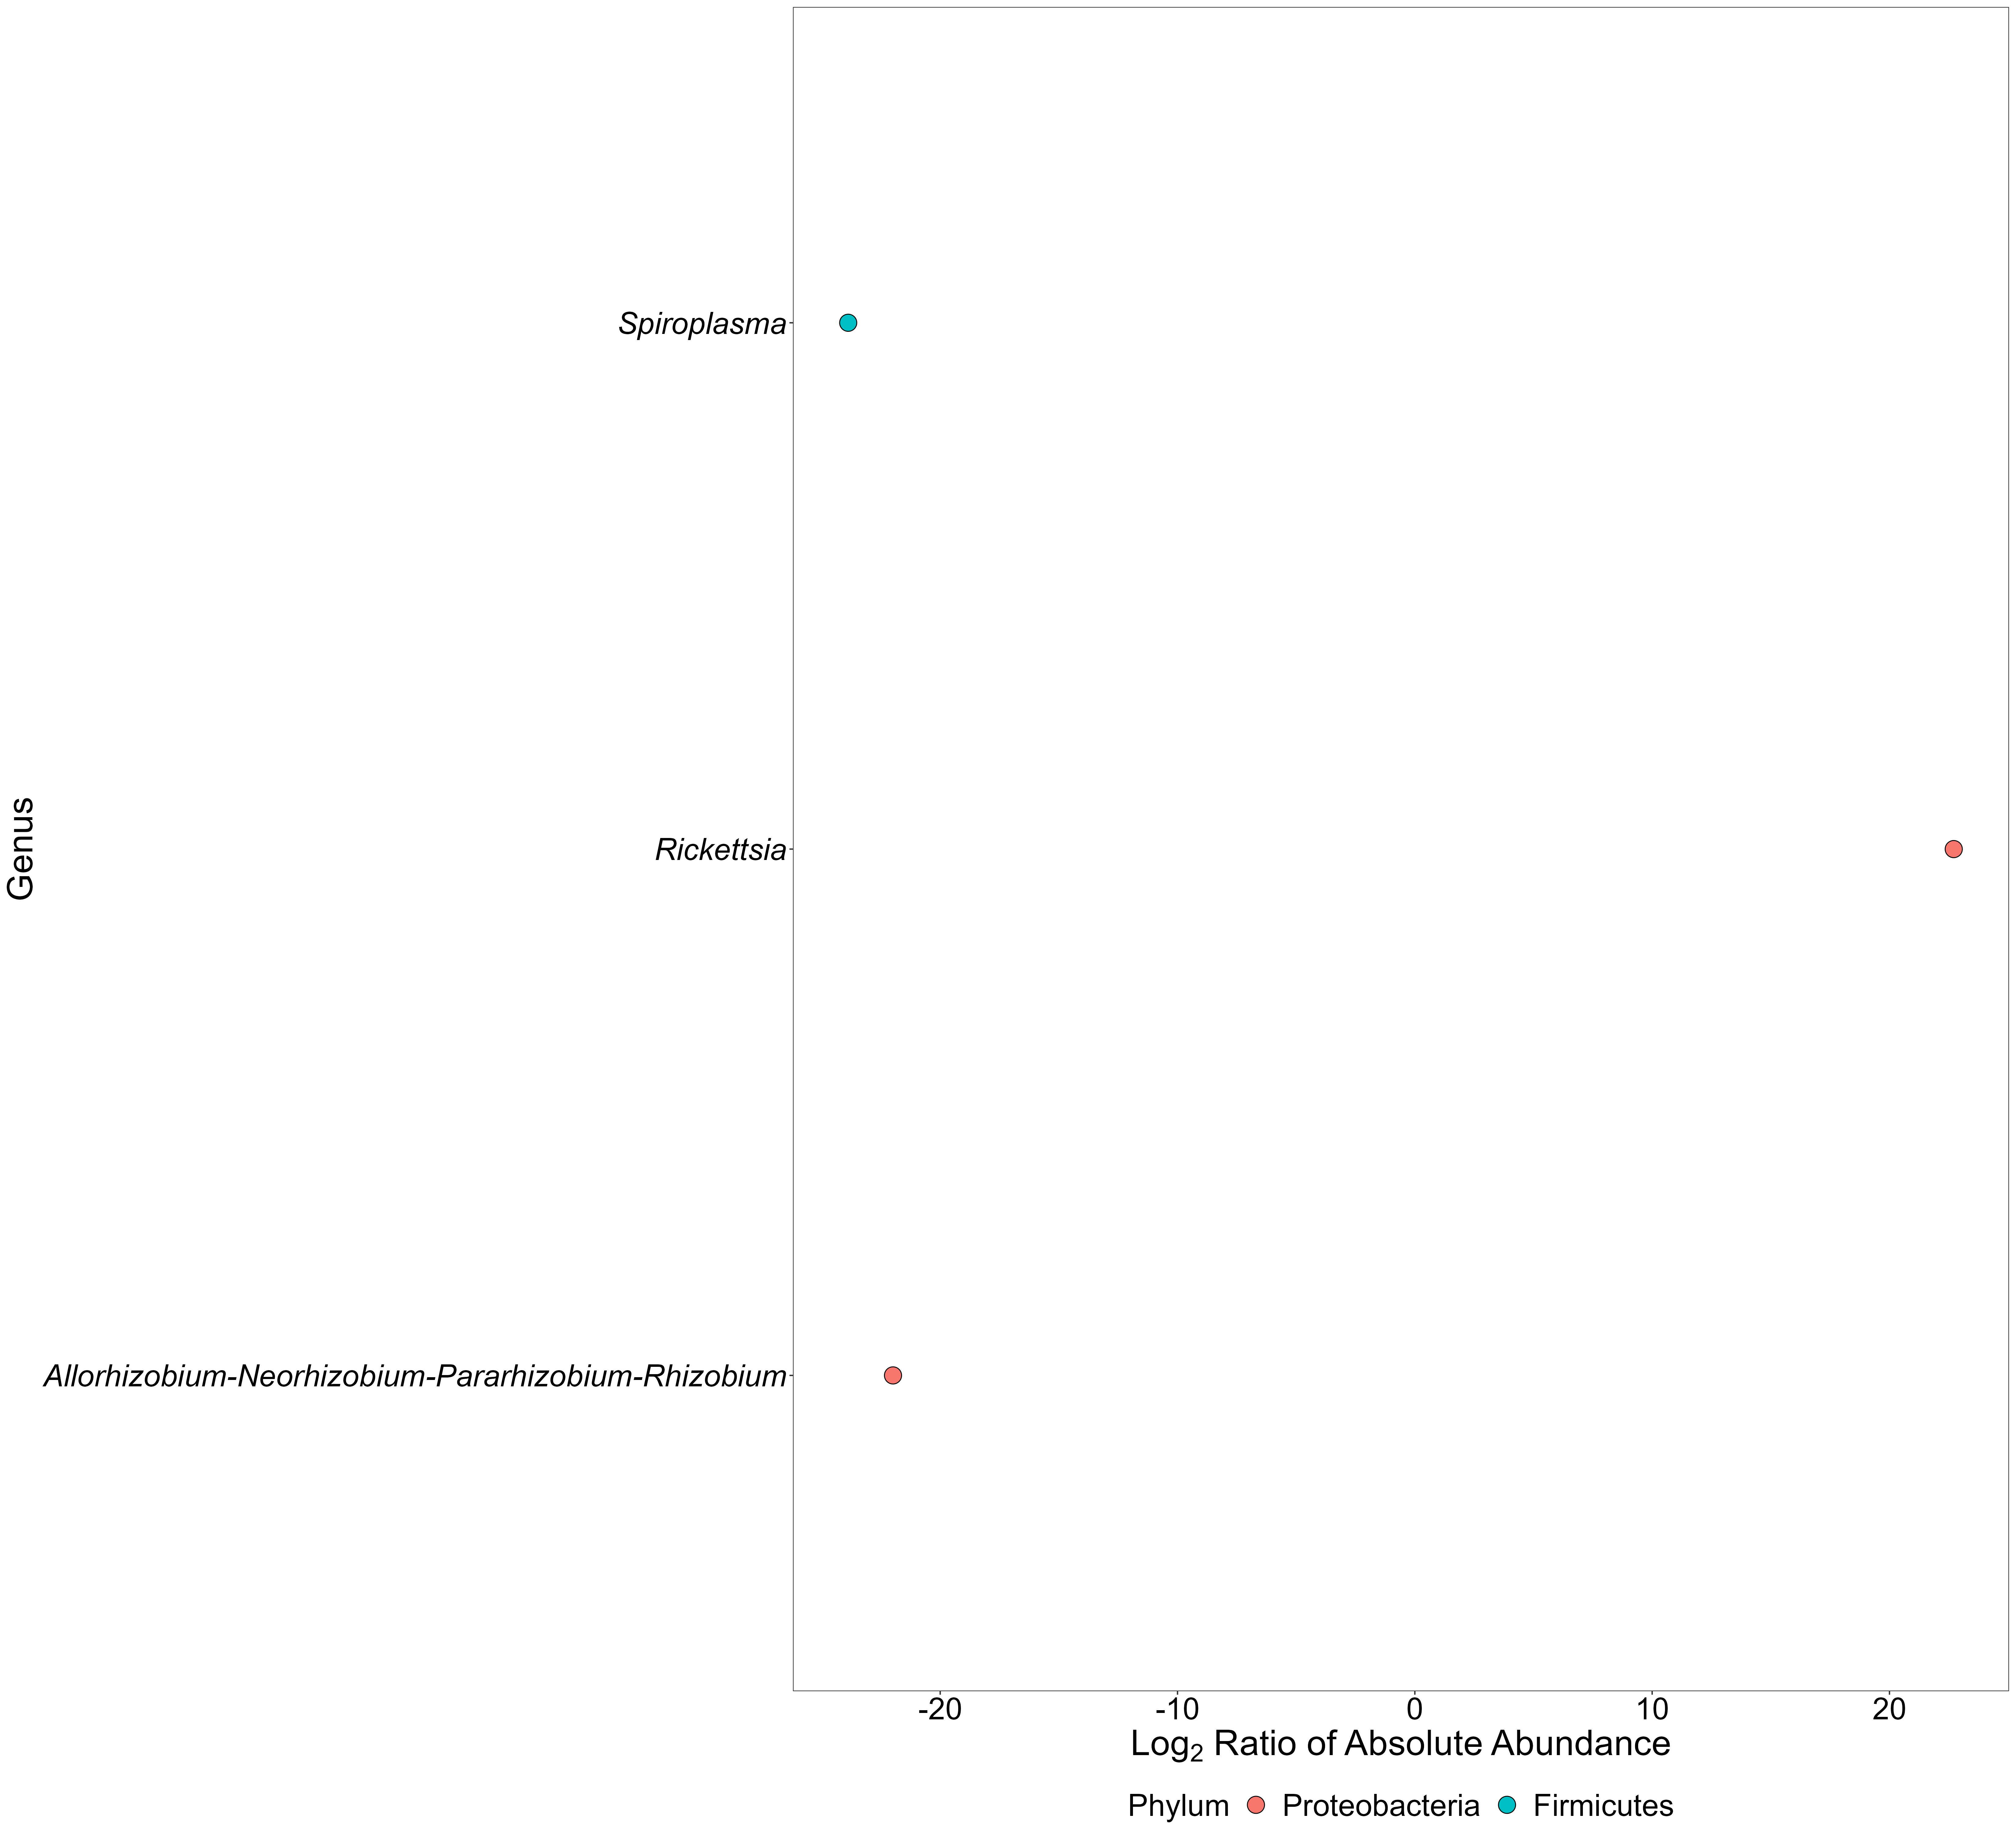 Spiroplasma
Rickettsia
Allorhizobium-Neorhizobium-Pararhizobium-Rhizobium
Genus
-20 -10 0 10 20
Log₂ Ratio of Absolute Abundance
Phylum Proteobacteria Firmicutes